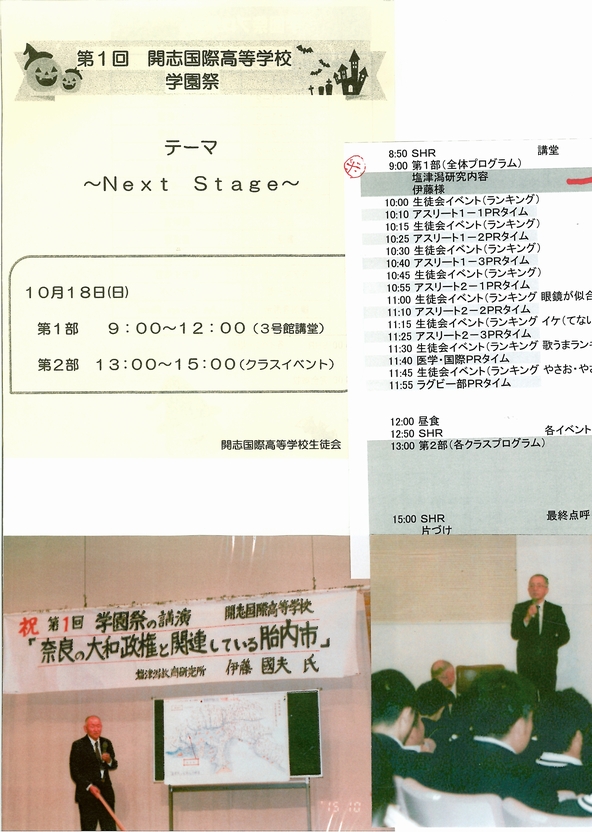 第１回　開志国際高等学校
学園祭
テーマ
～Next　Stage～
10月18日(日)
第１部　9：00～12：00（3号館講堂）
第２部　13：00～15：00(クラスイベント)
開志国際高等学校生徒会
8:50 SHR 講堂
9:00 第１部（全体プログラム）
塩津潟研究内容
伊藤様
10:00 生徒会イベント（ランキング）
10:10 アスリート１－１PRタイム
10:15 生徒会イベント（ランキング）
10:25 アスリート１－２PRタイム
10:30 生徒会イベント（ランキング）
10:40 アスリート１－３PRタイム
10:45 生徒会イベント（ランキング）
10:55 アスリート２－１PRタイム
11:00 生徒会イベント（ランキング 眼鏡が似合
11:10 アスリート２－２PRタイム
11:15 生徒会イベント（ランキング イケ（てない
11:25 アスリート２－３PRタイム
11:30 生徒会イベント（ランキング 歌うまランキ
11:40 医学・国際PRタイム
11:45 生徒会イベント（ランキング やさお・やさ
11:55 ラグビー部PRタイム
12:00 昼食
12:50 SHR 各イベント
13:00 第２部（各クラスプログラム）
15:00 SHR 最終点呼
片づけ
祝 第1回 学園祭の講演 開志国際高等学校
「奈良の大和政権と関連している胎内市」
塩津潟教育研究所 伊藤 國夫 氏
'15.10